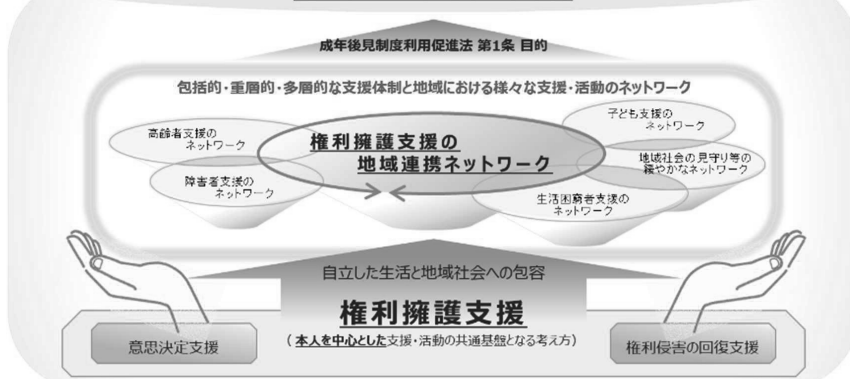 成年後見制度利用促進法 第1条 目的
包括的・重層的・多層的な支援体制と地域における様々な支援・活動のネットワーク
子ども支援の
ネットワーク
高齢者支援の
ネットワーク
権利擁護支援の
地域連携ネットワーク
地域社会の見守り等の
緩やかなネットワーク
障害者支援の
ネットワーク
生活困窮者支援の
ネットワーク
自立した生活と地域社会への包容
権利擁護支援
（本人を中心とした支援・活動の共通基盤となる考え方）
意思決定支援
権利侵害の回復支援